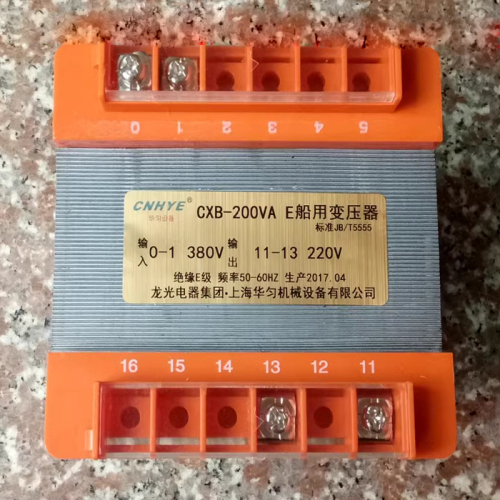 0 1 2 3 4 5
CNHYE®
华匀设备
CXB-200VA E船用变压器
标准JB/T5555
输入 0-1 380V 输出 11-13 220V
绝缘E级 频率50-60HZ 生产2017.04
龙光电器集团·上海华匀机械设备有限公司
16 15 14 13 12 11